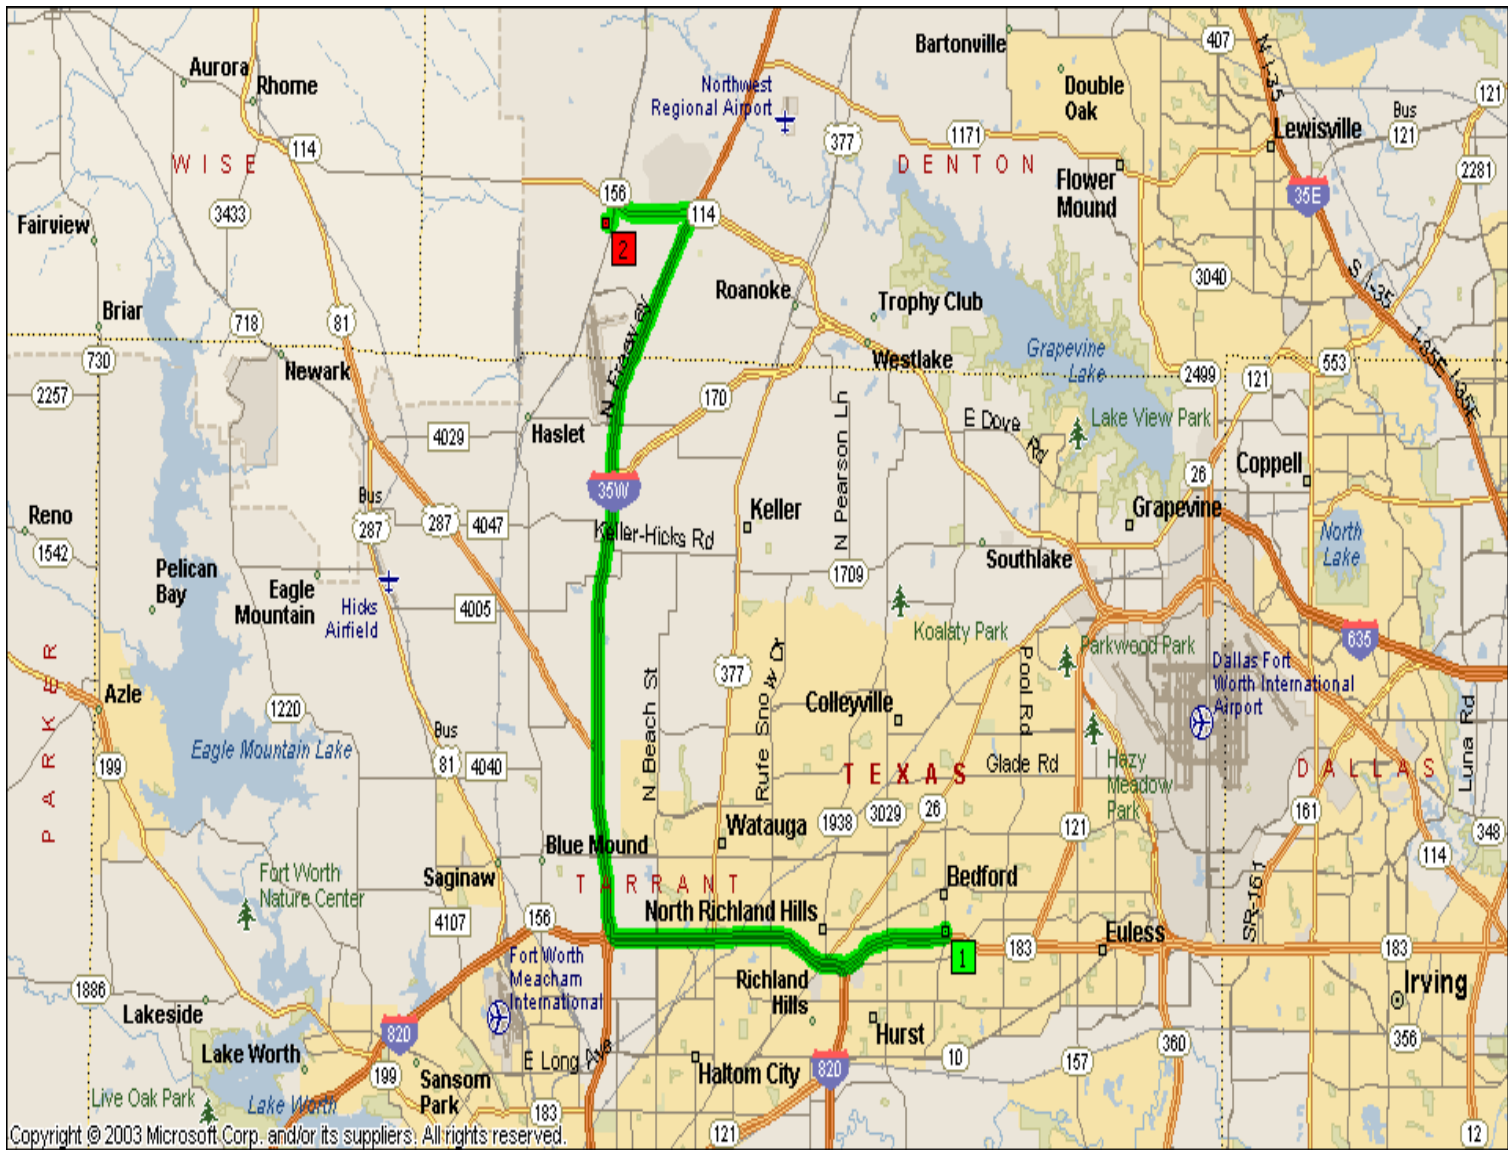 Aurora
Rhome
114
WISE
3433
Fairview
Briar
718
81
730
2257
Newark
Northwest
Regional Airport
377
156
114
2
Roanoke
N Freeway
Bartonville
Double
Oak
407
N I-35
121
Bus
121
Lewisville
1171
DENTON
Flower
Mound
2281
35E
3040
S I-35
I-35E
I-35E
Trophy Club
Westlake
Grapevine
Lake
2499
121
553
170
4029
Haslet
35W
E Dove Rd
Lake View Park
N Pearson Ln
26
Coppell
Reno
1542
Bus
287
287
4047
Keller
Keller-Hicks Rd
Grapevine
North
Lake
Southlake
1709
Pelican
Bay
Eagle
Mountain
Hicks
Airfield
4005
Koalaty Park
Parkwood Park
635
PARKER
Azle
1220
377
N Beach St
Rufe Snow Dr
Colleyville
Pool Rd
Dallas Fort
Worth International
Airport
Luna Rd
Eagle Mountain Lake
199
Bus
81
4040
TEXAS
Glade Rd
Hazy
Meadow
Park
DALLAS
1938
3029
26
121
161
348
114
Watauga
Blue Mound
Saginaw
TARRANT
Bedford
Fort Worth
Nature Center
4107
156
North Richland Hills
1
183
Euless
SR-161
183
Irving
Fort Worth
Meacham
International
Richland
Hills
1886
Lakeside
820
Hurst
356
Lake Worth
E Long Ave
10
157
360
199
Sansom
Park
Haltom City
820
Live Oak Park
Lake Worth
183
121
12
Copyright © 2003 Microsoft Corp. and/or its suppliers. All rights reserved.